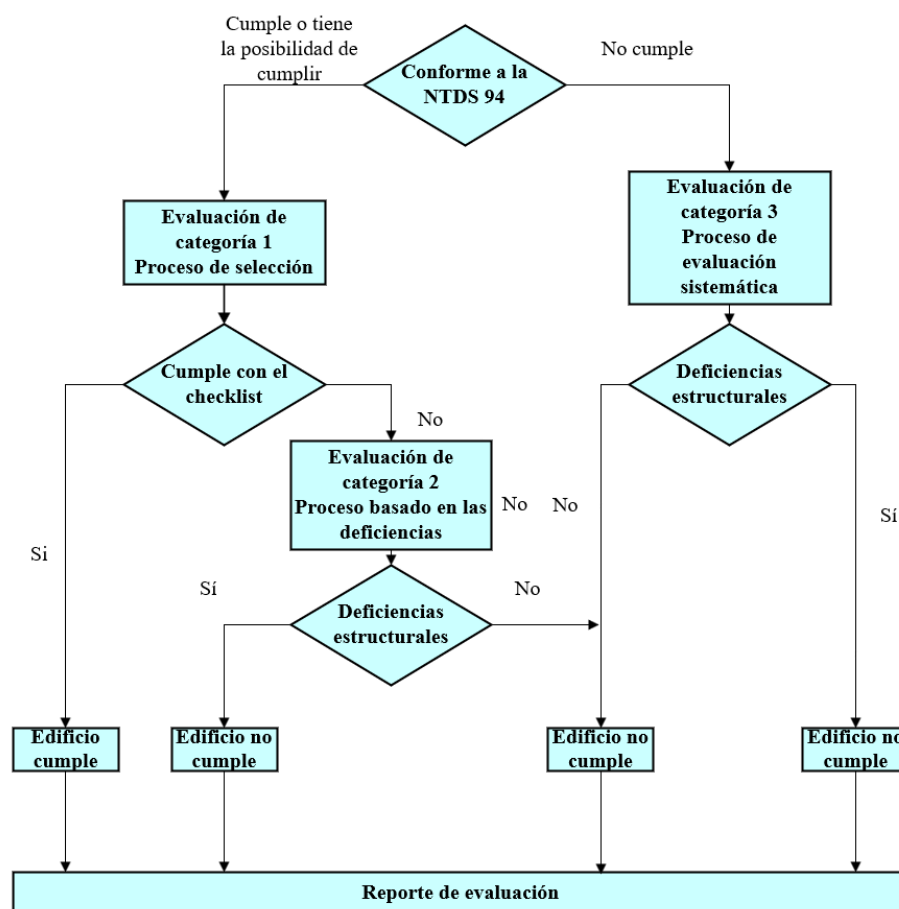 Cumple o tiene
la posibilidad de
cumplir
No cumple
Conforme a la
NTDS 94
Evaluación de
categoría 1
Proceso de selección
Evaluación de
categoría 3
Proceso de
evaluación
sistemática
Cumple con el
checklist
Deficiencias
estructurales
No
Evaluación de
categoría 2
Proceso basado en las
deficiencias
No
No
Sí
Si
Sí
No
Deficiencias
estructurales
Edificio
cumple
Edificio no
cumple
Edificio no
cumple
Edificio no
cumple
Reporte de evaluación